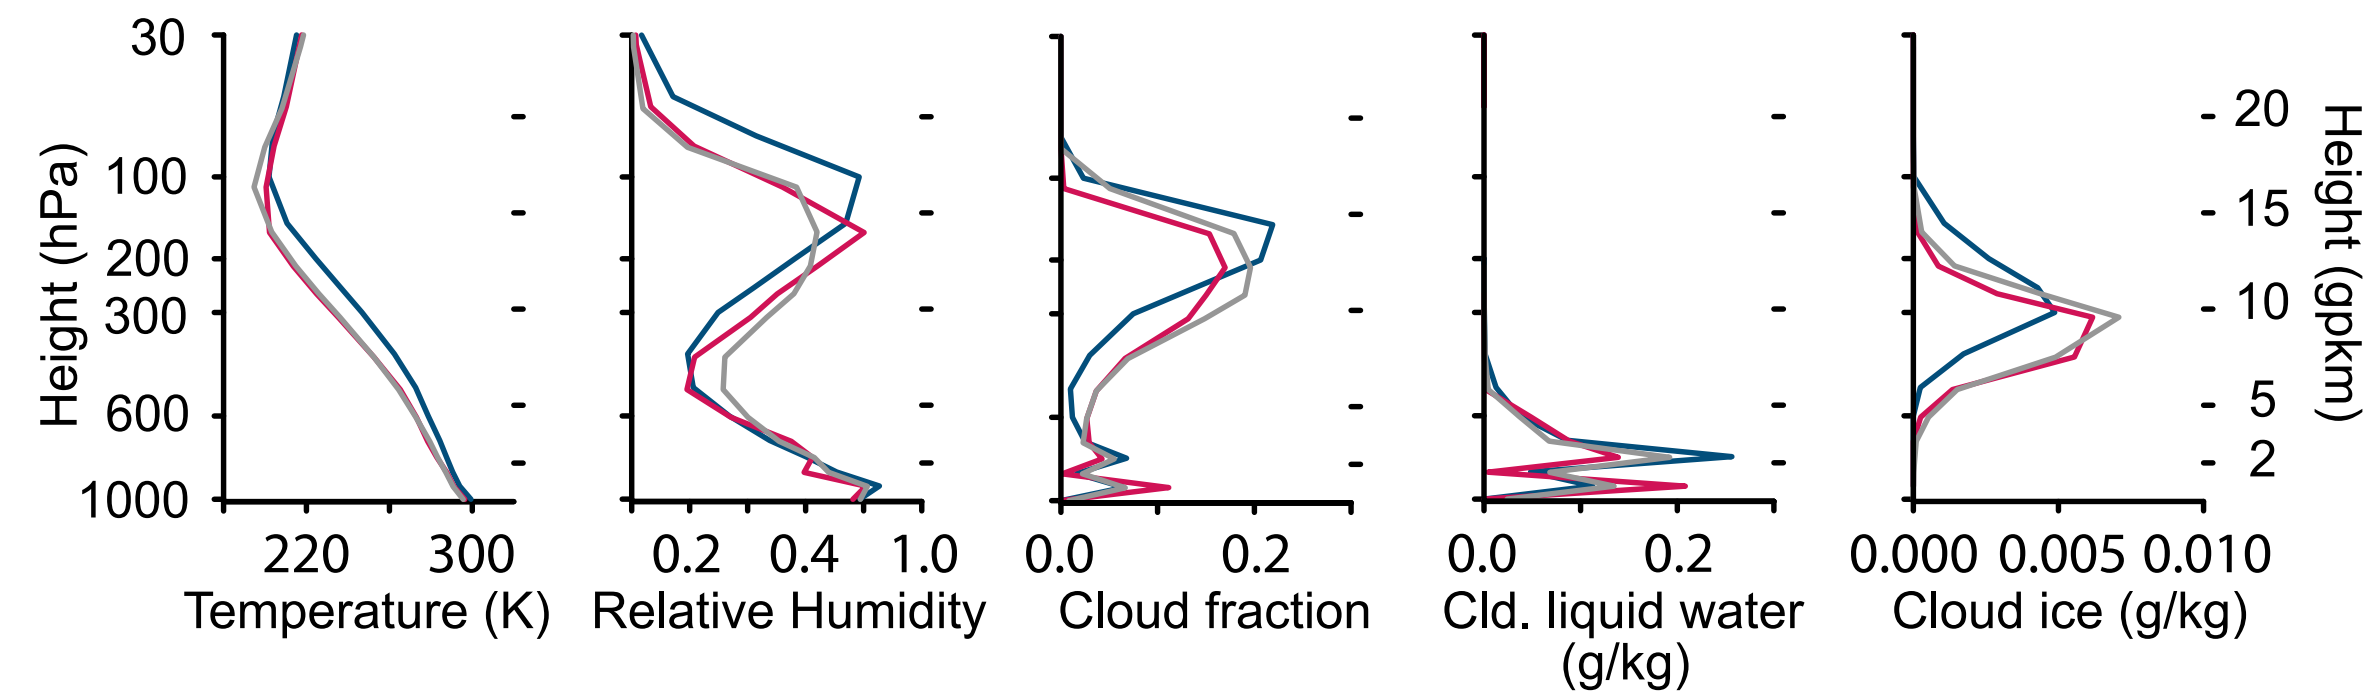 30
100
200
300
600
1000
Height (hPa)
220 300
Temperature (K)
0.2 0.4 1.0
Relative Humidity
0.0 0.2
Cloud fraction
0.0 0.2
Cld. liquid water
(g/kg)
0.000 0.005 0.010
Cloud ice (g/kg)
20
15
10
5
2
Height (gpkm)